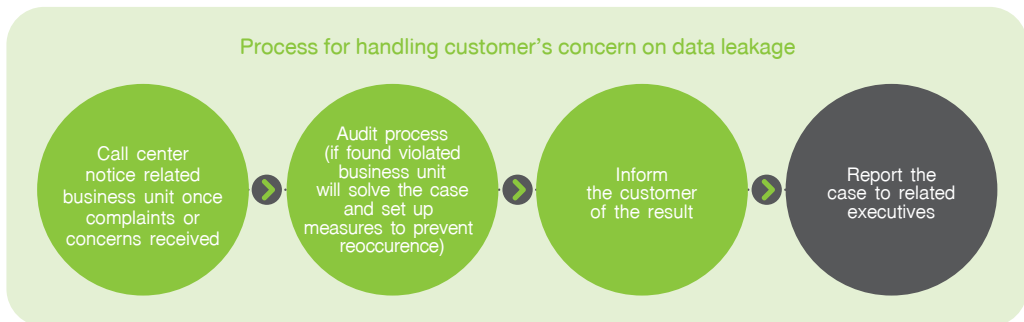 Process for handling customer's concern on data leakage
Call center
notice related
business unit once
complaints or
concerns received
Audit process
(if found violated
business unit
will solve the case
and set up
measures to prevent
reoccurence)
Inform
the customer
of the result
Report the
case to related
executives